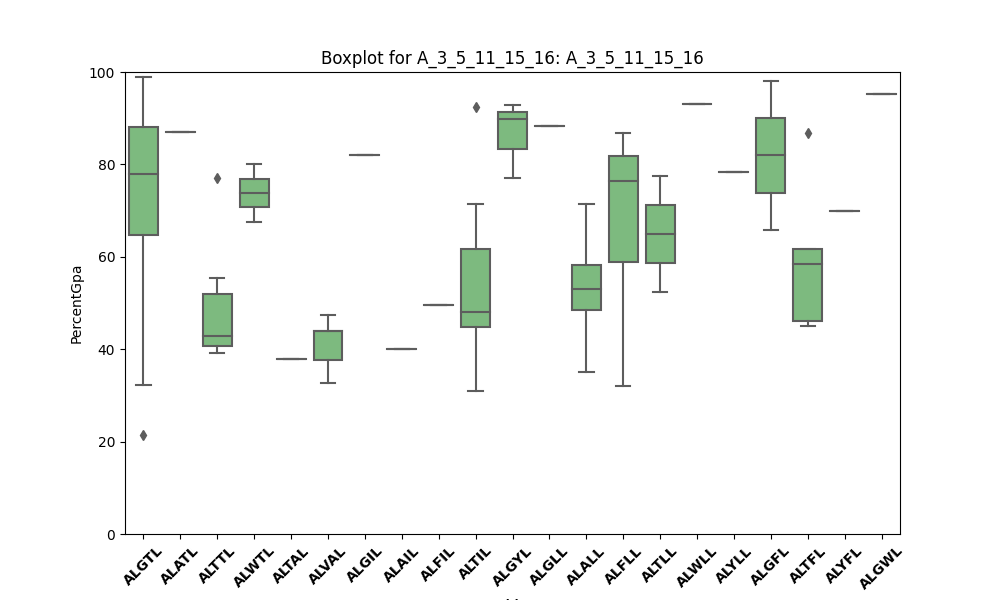 Boxplot for A_3_5_11_15_16: A_3_5_11_15_16
PercentGpa
100
80
60
40
20
0
ALGTL
ALATL
ALTTL
ALWTL
ALTAL
ALVAL
ALGIL
ALAIL
ALFIL
ALTIL
ALGYL
ALGLL
ALALL
ALFLL
ALTLL
ALWLL
ALYLL
ALGFL
ALTFL
ALYFL
ALGWL